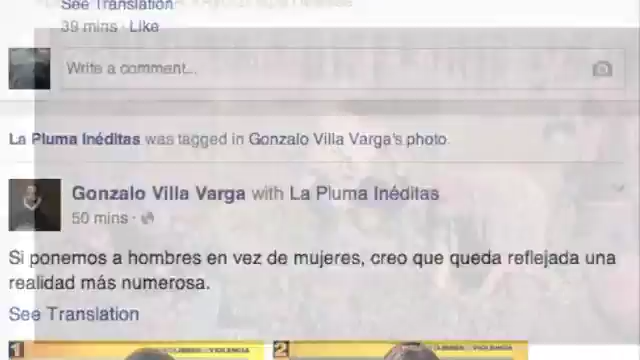 See Translation
39 mins · Like
Write a comment...
La Pluma Inéditas was tagged in Gonzalo Villa Varga's photo.
Gonzalo Villa Varga with La Pluma Inéditas
50 mins ·
Si ponemos a hombres en vez de mujeres, creo que queda reflejada una
realidad más numerosa.
See Translation
1 2